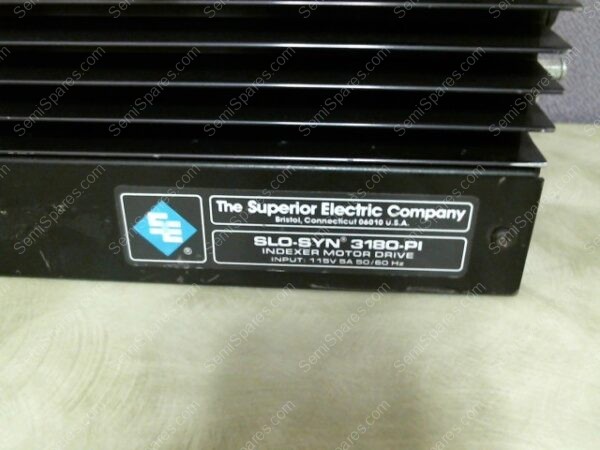 SE
®
The Superior Electric Company
Bristol, Connecticut 06010 U.S.A.
SLO-SYN® 3180-PI
INDEXER MOTOR DRIVE
INPUT: 115V 5A 50/60 Hz
SemiSpares.com